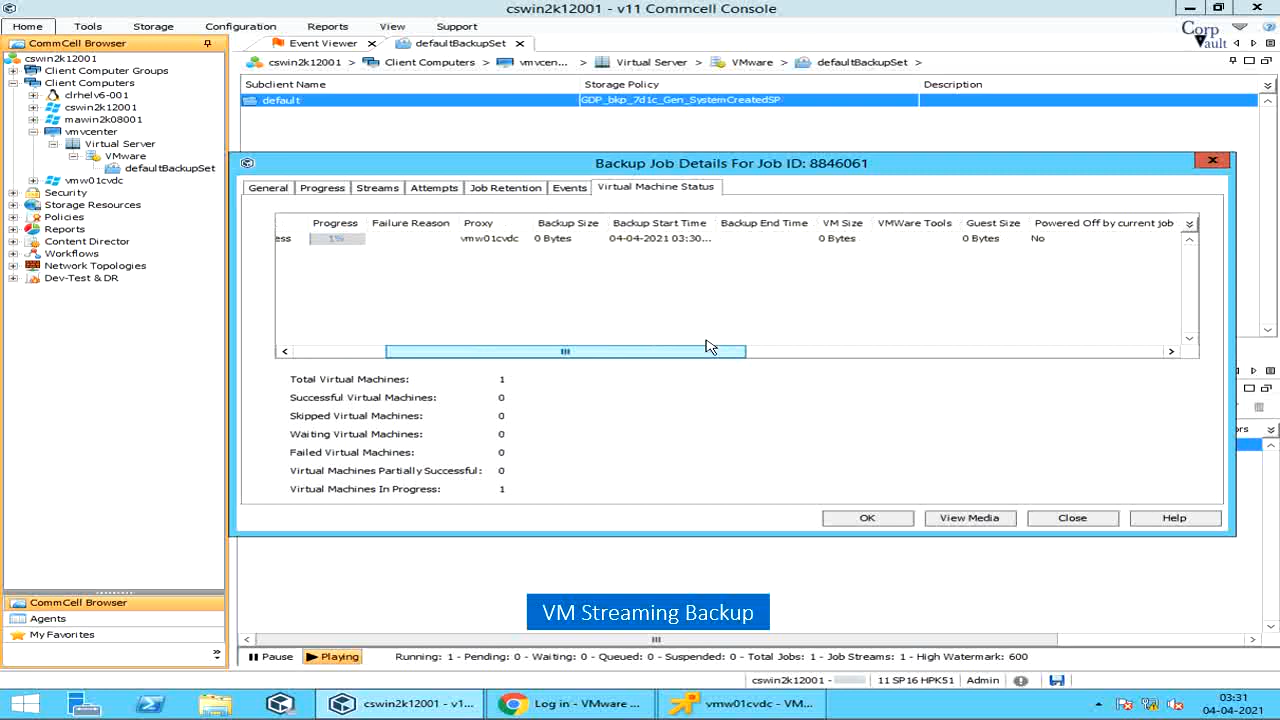 cswin2k12001 - v11 Commcell Console
Home Tools Storage Configuration Reports View Support
Corp Vault
CommCell Browser
Event Viewer defaultBackupSet
cswin2k12001 > Client Computers > vmvcen... > Virtual Server > VMware > defaultBackupSet >
Subclient Name Storage Policy Description
default GDP_bkp_7d1c_Gen_SystemCreatedSP
cswin2k12001
Client Computer Groups
Client Computers
clrhelv6-001
cswin2k12001
mawin2k08001
vmvcenter
Virtual Server
VMware
defaultBackupSet
vmw01cvdc
Security
Storage Resources
Policies
Reports
Content Director
Workflows
Network Topologies
Dev-Test & DR
Backup Job Details For Job ID: 8846061
General Progress Streams Attempts Job Retention Events Virtual Machine Status
Progress Failure Reason Proxy Backup Size Backup Start Time Backup End Time VM Size VMWare Tools Guest Size Powered Off by current job
ess 1% vmw01cvdc 0 Bytes 04-04-2021 03:30... 0 Bytes 0 Bytes No
Total Virtual Machines: 1
Successful Virtual Machines: 0
Skipped Virtual Machines: 0
Waiting Virtual Machines: 0
Failed Virtual Machines: 0
Virtual Machines Partially Successful: 0
Virtual Machines In Progress: 1
OK View Media Close Help
ors
VM Streaming Backup
CommCell Browser
Agents
My Favorites
Pause Playing Running: 1 - Pending: 0 - Waiting: 0 - Queued: 0 - Suspended: 0 - Total Jobs: 1 - Job Streams: 1 - High Watermark: 600
cswin2k12001 - 11 SP16 HPK51 Admin
cswin2k12001 - v1... Log in - VMware ... vmw01cvdc - VM...
03:31
04-04-2021